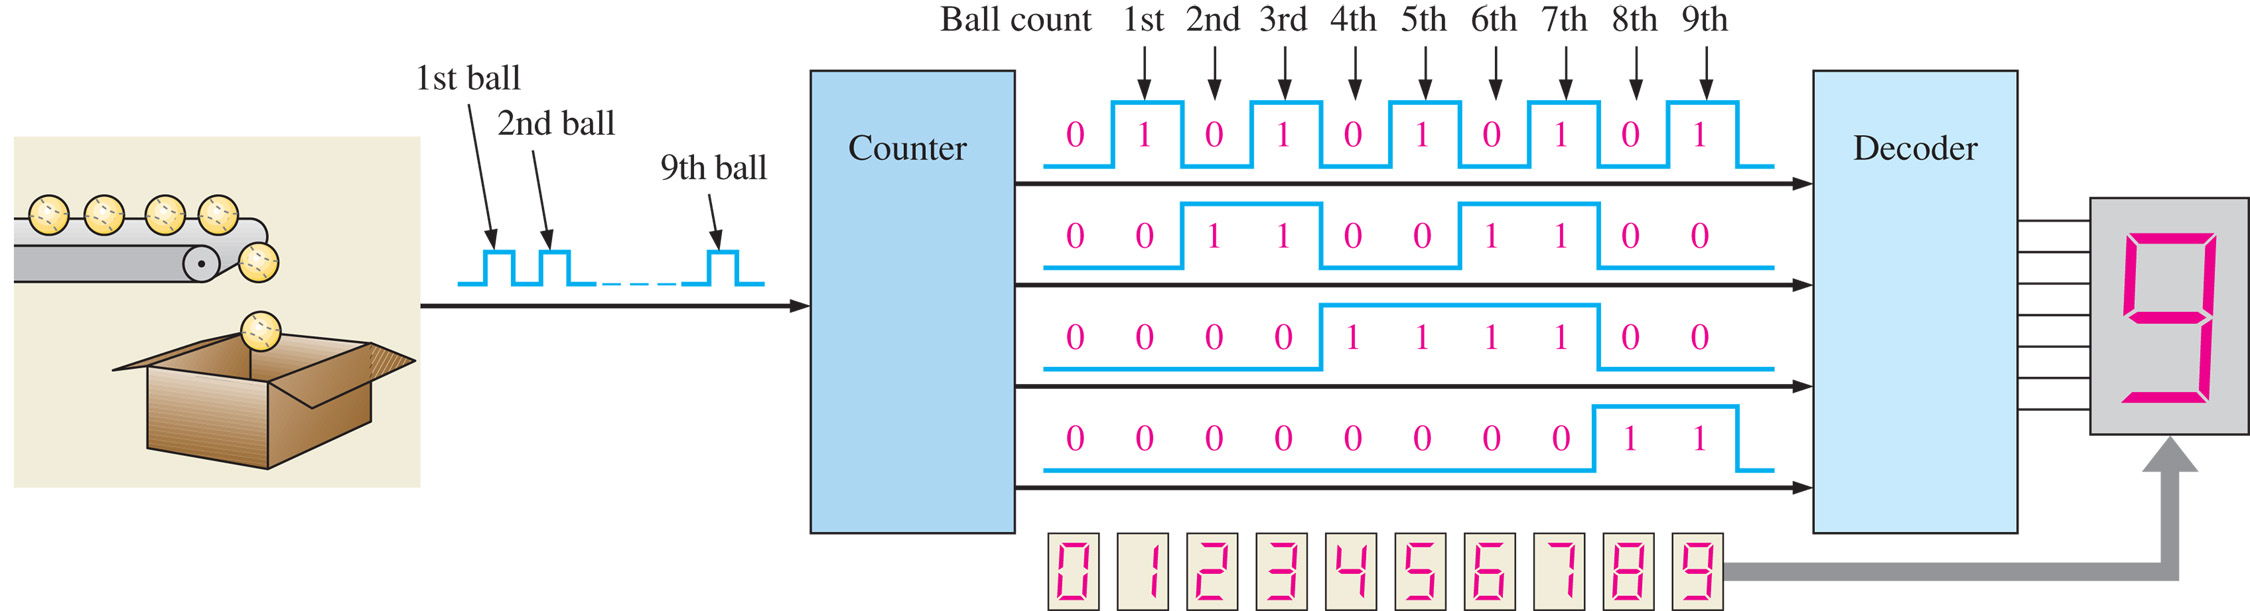 Ball count 1st 2nd 3rd 4th 5th 6th 7th 8th 9th
1st ball
2nd ball
9th ball
Counter
0 1 0 1 0 1 0 1 0 1
0 0 1 1 0 0 1 1 0 0
0 0 0 0 1 1 1 1 0 0
0 0 0 0 0 0 0 0 1 1
Decoder
9
0 1 2 3 4 5 6 7 8 9